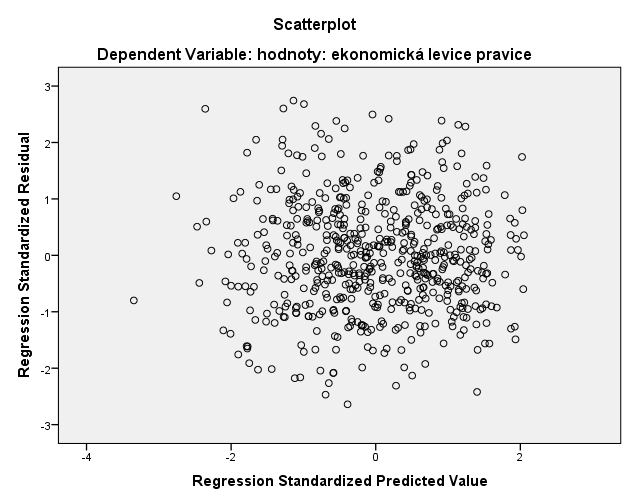 Scatterplot
Dependent Variable: hodnoty: ekonomická levice pravice
Regression Standardized Residual
3
2
1
0
-1
-2
-3
-4
-2
0
2
Regression Standardized Predicted Value